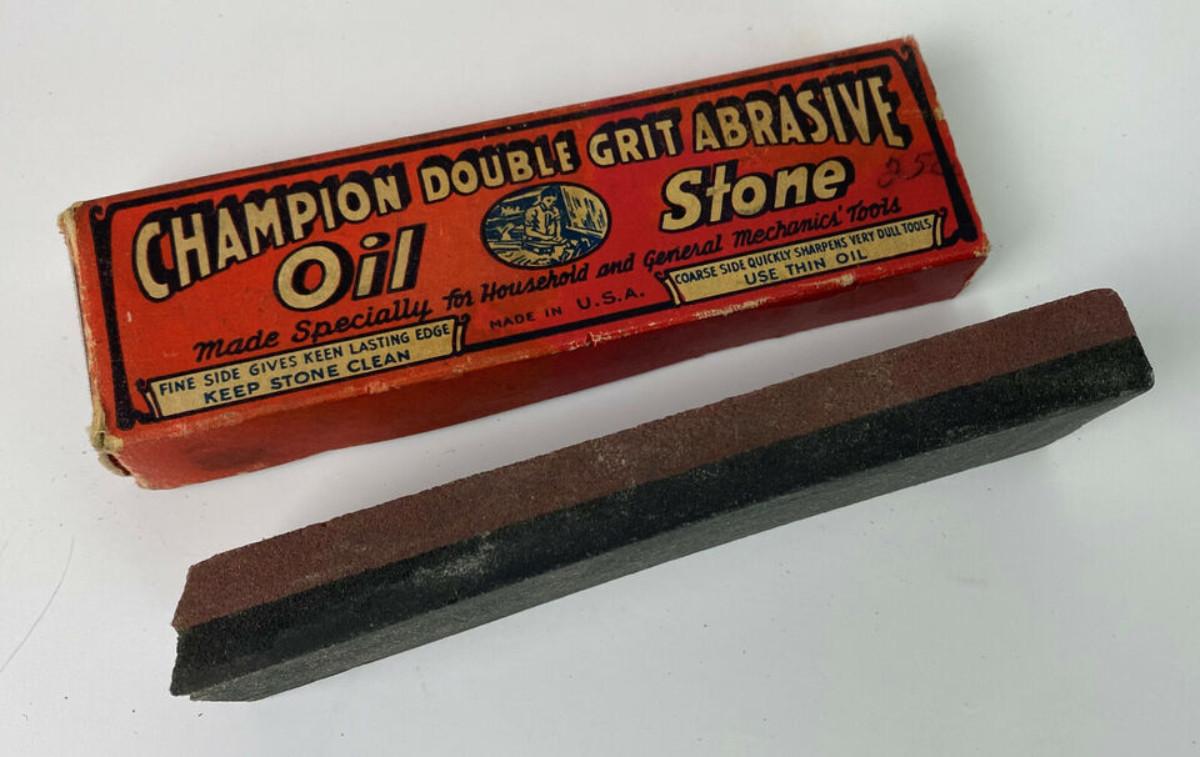 CHAMPION DOUBLE GRIT ABRASIVE
Oil Stone
made Specially for Household and General Mechanics' Tools
FINE SIDE GIVES KEEN LASTING EDGE
KEEP STONE CLEAN
MADE IN U.S.A.
COARSE SIDE QUICKLY SHARPENS VERY DULL TOOLS
USE THIN OIL